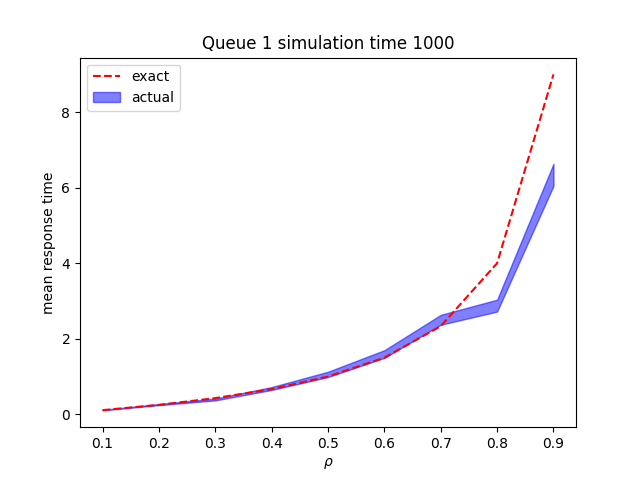 Queue 1 simulation time 1000
exact
actual
mean response time
8
6
4
2
0
0.1 0.2 0.3 0.4 0.5 0.6 0.7 0.8 0.9
ρ